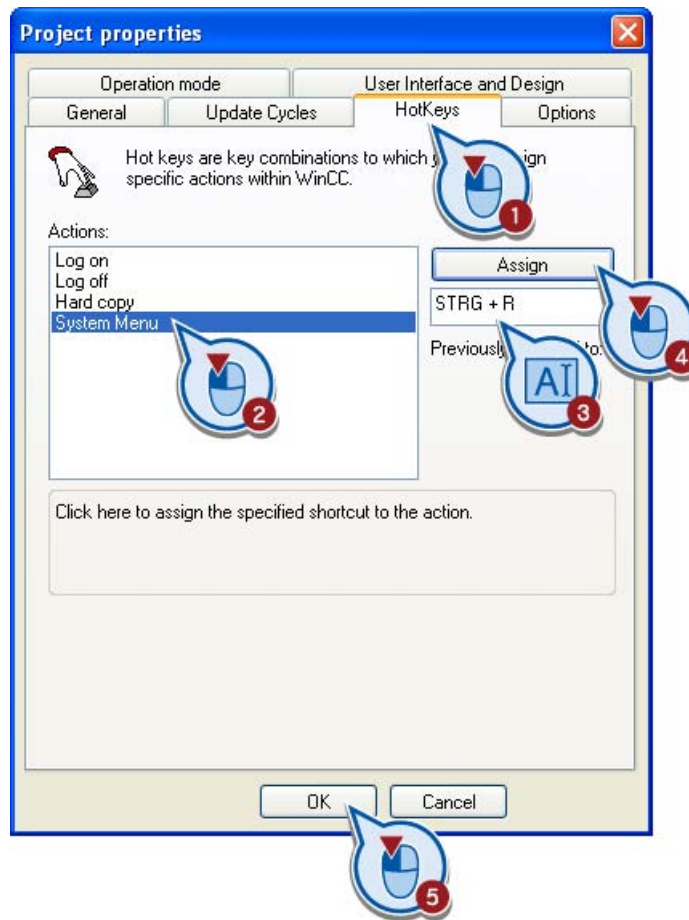 Project properties
Operation mode
User Interface and Design
General
Update Cycles
HotKeys
Options
Hot keys are key combinations to which
specific actions within WinCC.
1
Actions:
Log on
Log off
Hard copy
System Menu
Assign
STRG + R
Previously to:
AI
2
3
4
Click here to assign the specified shortcut to the action.
OK
Cancel
5